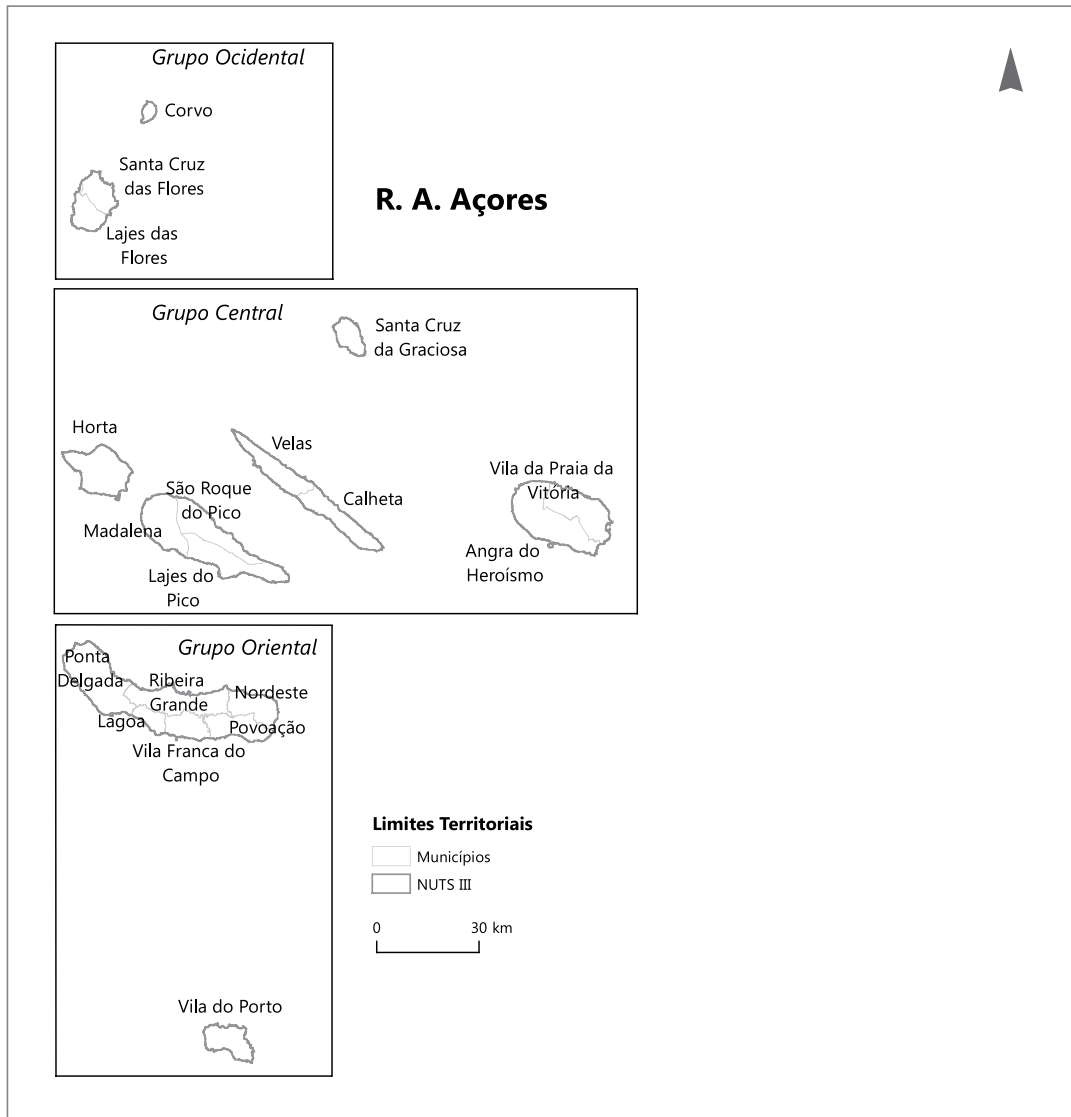 Grupo Ocidental
Corvo
Santa Cruz
das Flores
Lajes das
Flores
R. A. Açores
Grupo Central
Santa Cruz
da Graciosa
Horta
Velas
São Roque
do Pico
Madalena
Calheta
Vila da Praia da
Vitória
Angra do
Heroísmo
Lajes do
Pico
Grupo Oriental
Ponta
Delgada
Ribeira
Grande
Nordeste
Lagoa
Povoação
Vila Franca do
Campo
Limites Territoriais
Municípios
NUTS III
0 30 km
Vila do Porto